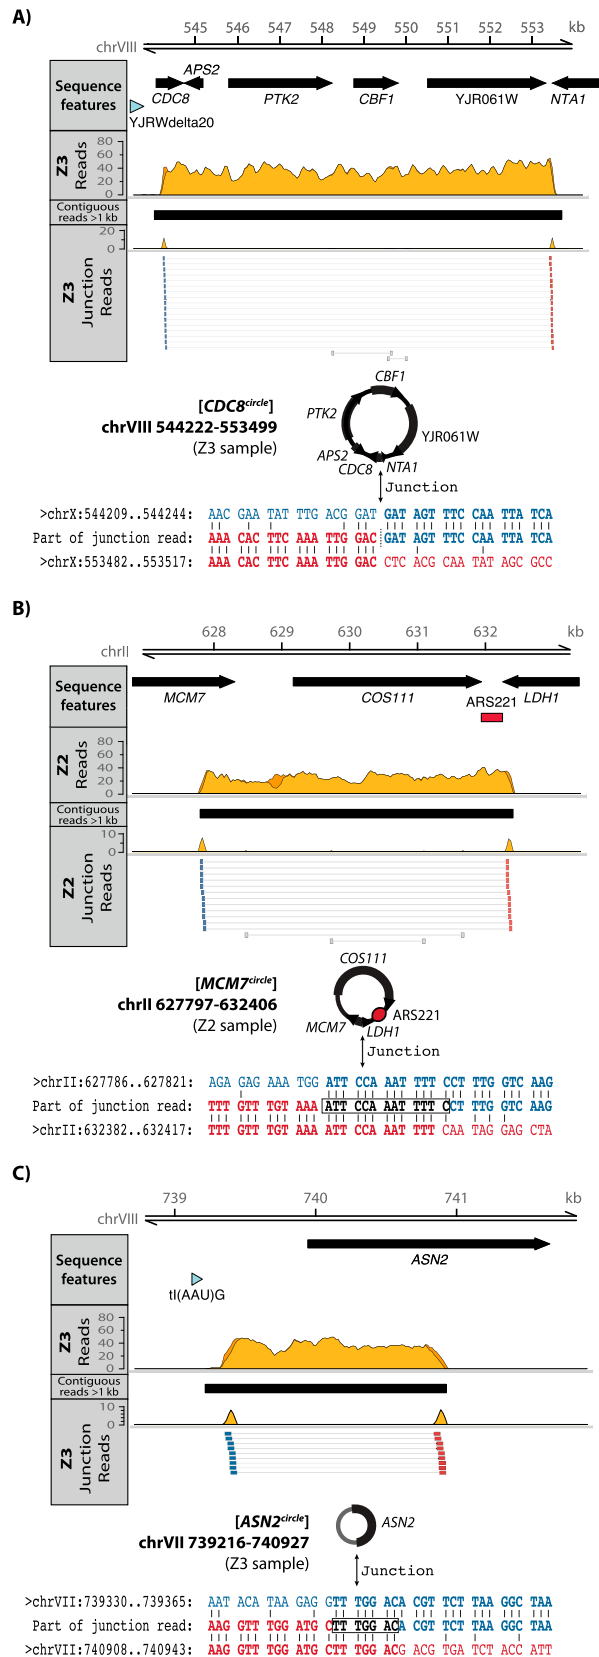 A)
545 546 547 548 549 550 551 552 553 kb
chrVIII
Sequence features
APS2
CDC8 PTK2 CBF1 YJR061W NTA1
YJRWdelta20
Z3 Reads
80
60
40
20
0
Contiguous reads >1 kb
Z3 Junction Reads
20
0
[CDC8circle]
chrVIII 544222-553499
(Z3 sample)
CBF1
PTK2
YJR061W
APS2
CDC8 NTA1
Junction
>chrX:544209..544244: AAC GAA TAT TTG ACG GAT GAT AGT TTC CAA TTA TCA
Part of junction read: AAA CAC TTC AAA TTG GAC GAT AGT TTC CAA TTA TCA
>chrX:553482..553517: AAA CAC TTC AAA TTG GAC CTC ACG CAA TAT AGC GCC
B)
628 629 630 631 632 kb
chrII
Sequence features
MCM7 COS111 ARS221 LDH1
Z2 Reads
80
60
40
20
0
Contiguous reads >1 kb
Z2 Junction Reads
10
0
[MCM7circle]
chrII 627797-632406
(Z2 sample)
COS111
ARS221
MCM7 LDH1
Junction
>chrII:627786..627821: AGA GAG AAA TGG ATT CCA AAT TTT CCT TTG GTC AAG
Part of junction read: TTT GTT TGT AAA ATT CCA AAT TTT CCT TTG GTC AAG
>chrII:632382..632417: TTT GTT TGT AAA ATT CCA AAT TTT CAA TAG GAG CTA
C)
739 740 741 kb
chrVIII
Sequence features
ASN2
tI(AAU)G
Z3 Reads
80
60
40
20
0
Contiguous reads >1 kb
Z3 Junction Reads
10
0
[ASN2circle]
chrVII 739216-740927
(Z3 sample)
ASN2
Junction
>chrVII:739330..739365: AAT ACA TAA GAG GTT TGG ACA CGT TCT TAA GGC TAA
Part of junction read: AAG GTT TGG ATG CTT TGG ACA CGT TCT TAA GGC TAA
>chrVII:740908..740943: AAG GTT TGG ATG CTT TGG ACG ACG TGA TCT ACC ATT